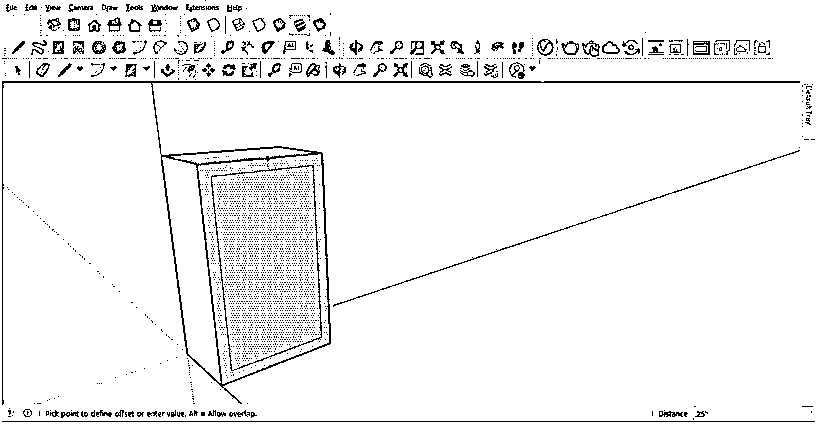 File Edit View Camera Draw Tools Window Extensions Help
Default Tray
Pick point to define offset or enter value. Alt = Allow overlap.
Distance .25"